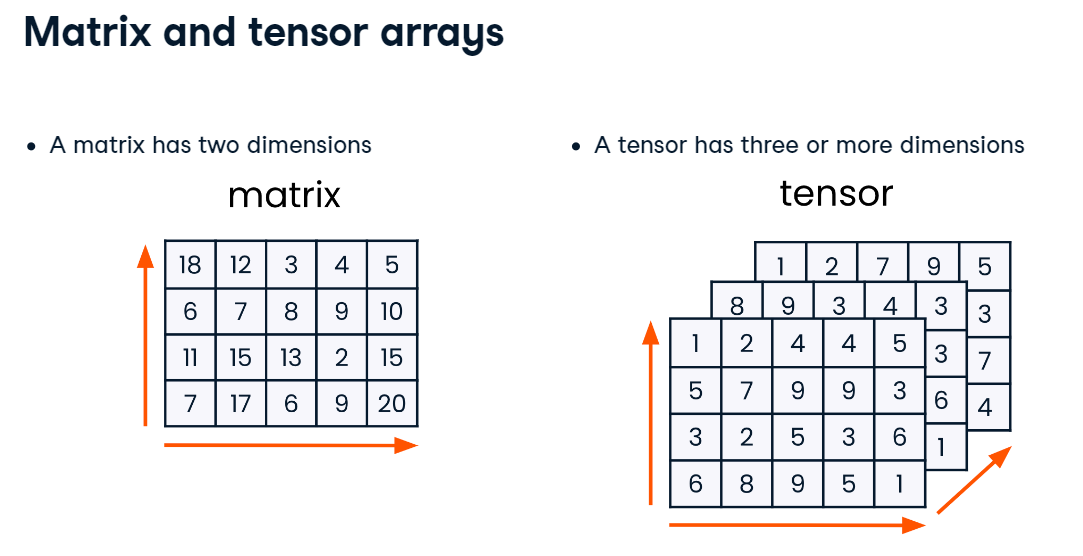 Matrix and tensor arrays
• A matrix has two dimensions
matrix
18 12 3 4 5
6 7 8 9 10
11 15 13 2 15
7 17 6 9 20
• A tensor has three or more dimensions
tensor
1 2 7 9 5
8 9 3 4 3 3
1 2 4 4 5 3 7
5 7 9 9 3 6 4
3 2 5 3 6 1
6 8 9 5 1